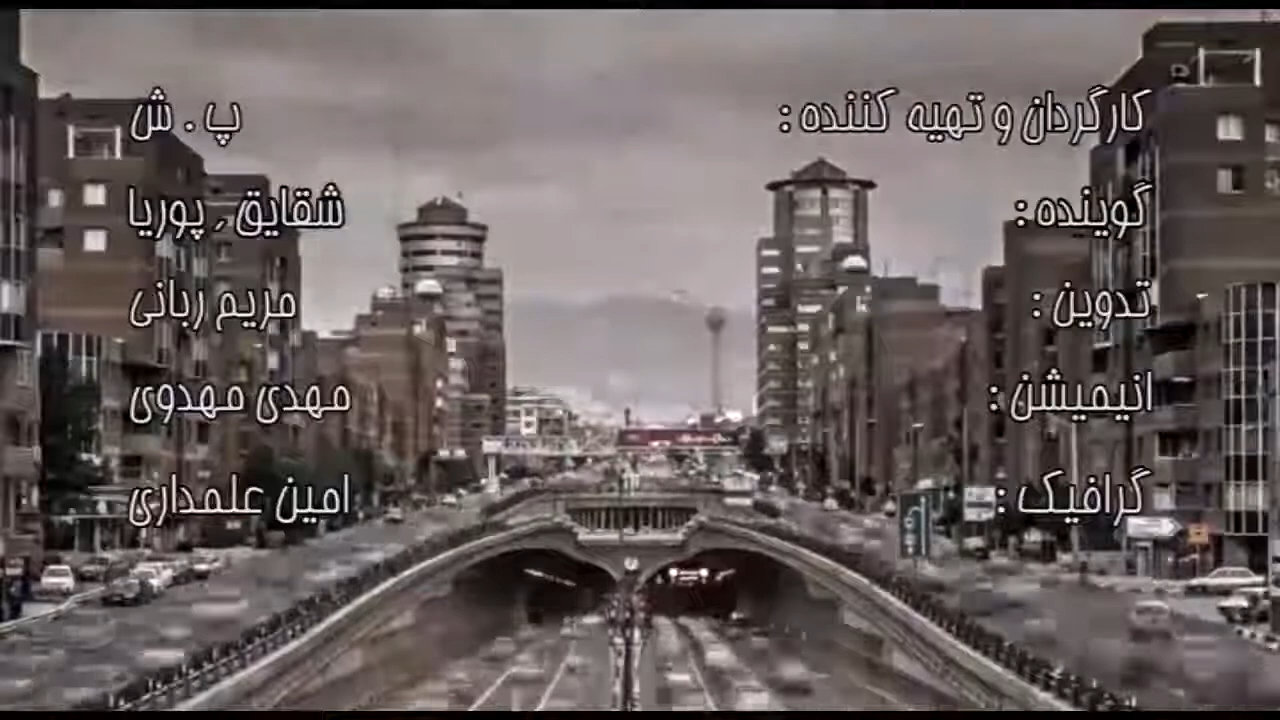 کارگردان و تهیه کننده : پ . ش
گوینده : شقایق , پوریا
تدوین : مریم ربانی
انیمیشن : مهدی مهدوی
گرافیک : امین علمداری